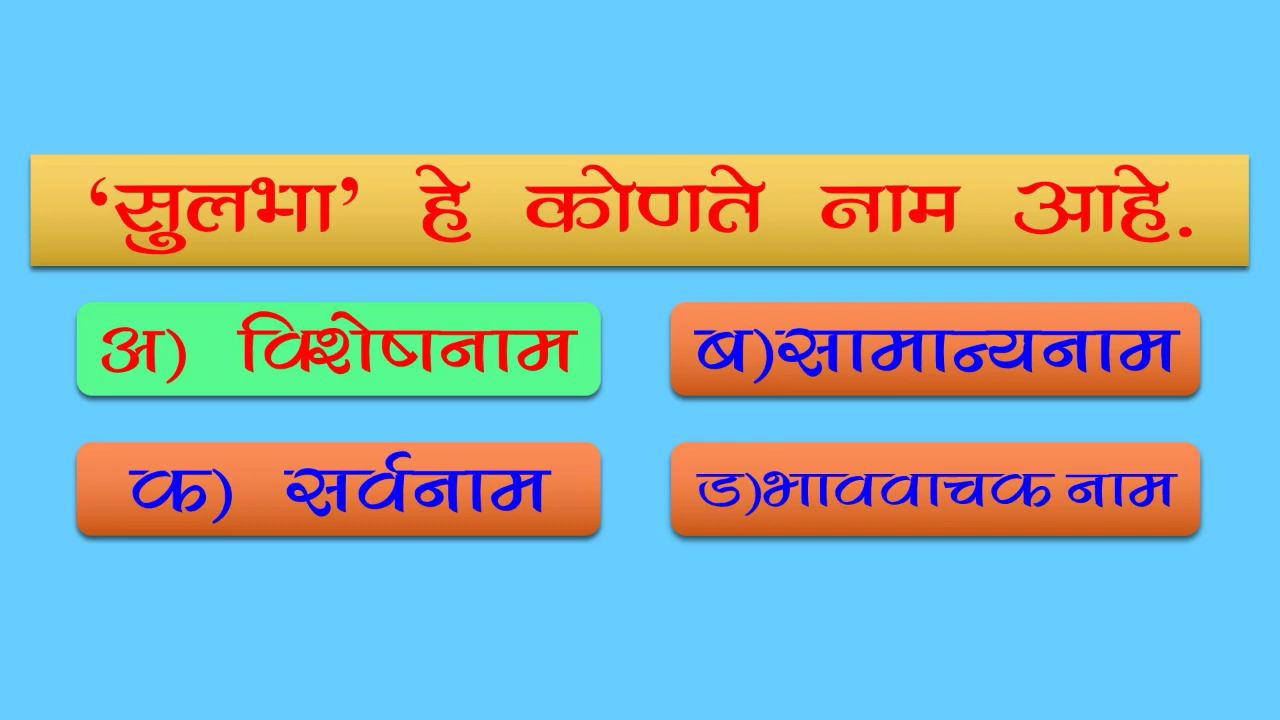 ‘सुलभा’ हे कोणते नाम आहे.
अ) विशेषनाम
ब)सामान्यनाम
क) सर्वनाम
ड)भाववाचक नाम